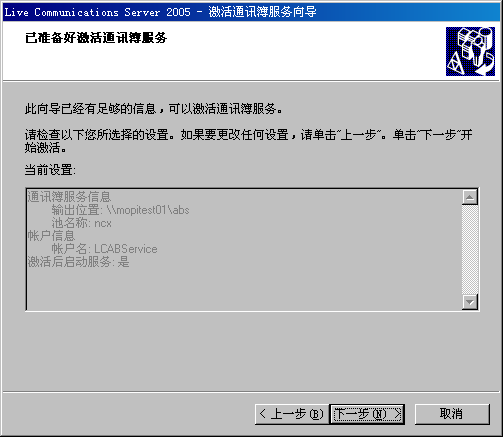 Live Communications Server 2005 - 激活通讯簿服务向导
已准备好激活通讯簿服务
此向导已经有足够的信息，可以激活通讯簿服务。
请检查以下您所选择的设置。如果要更改任何设置，请单击"上一步"。单击"下一步"开
始激活。
当前设置:
通讯簿服务信息
输出位置: \\mopitest01\abs
池名称: ncx
帐户信息
帐户名: LCABService
激活后启动服务: 是
< 上一步(B)
下一步(N) >
取消